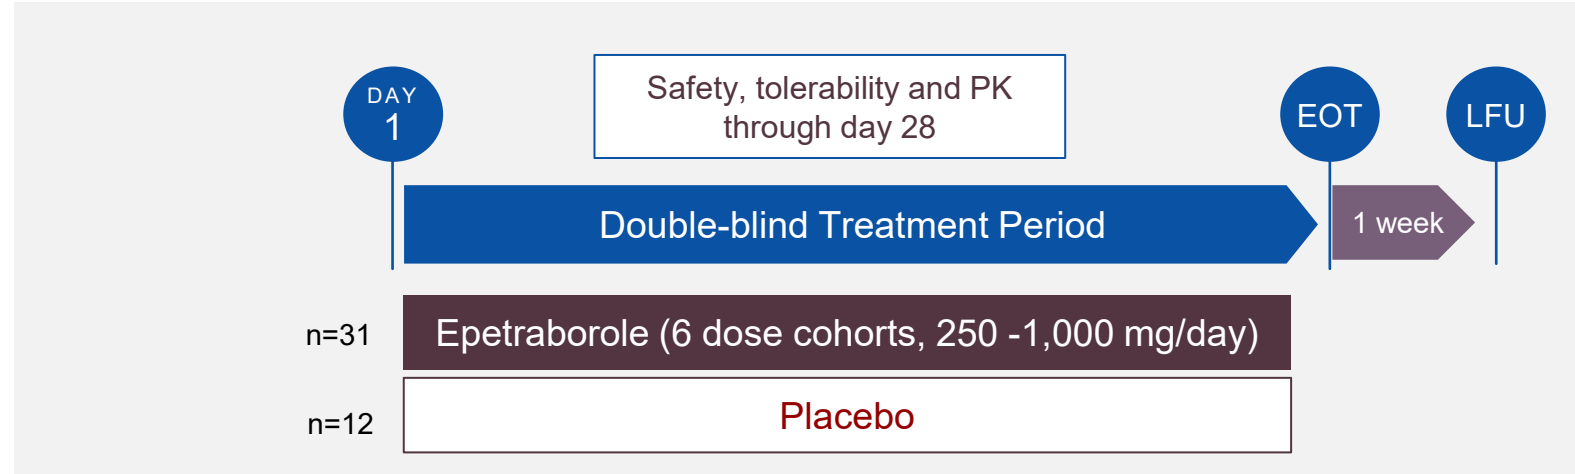 DAY
1
Safety, tolerability and PK
through day 28
EOT
LFU
Double-blind Treatment Period
1 week
n=31
Epetraborole (6 dose cohorts, 250 -1,000 mg/day)
n=12
Placebo